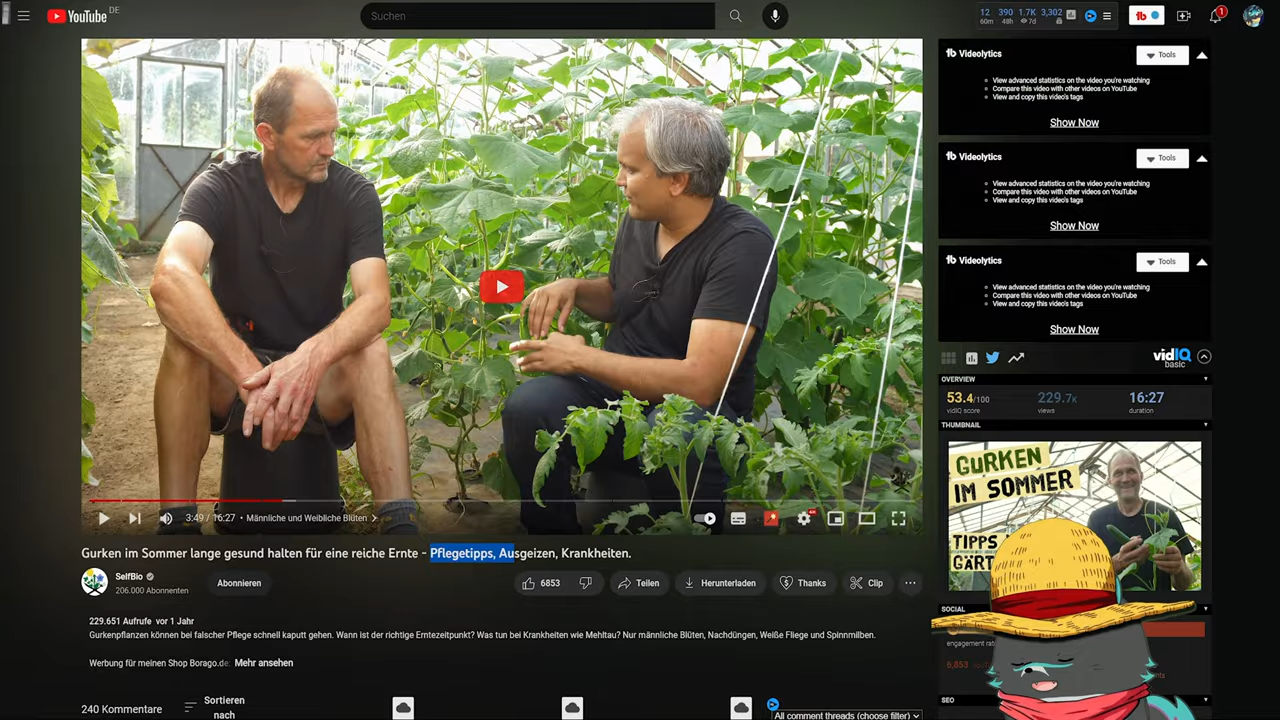 YouTube DE
Suchen
12 390 1.7K 3,302
60m 48h 7d
tb
1
tb Videolytics
Tools
View advanced statistics on the video you're watching
Compare this video with other videos on YouTube
View and copy this video's tags
Show Now
tb Videolytics
Tools
View advanced statistics on the video you're watching
Compare this video with other videos on YouTube
View and copy this video's tags
Show Now
tb Videolytics
Tools
View advanced statistics on the video you're watching
Compare this video with other videos on YouTube
View and copy this video's tags
Show Now
vidIQ
basic
OVERVIEW
53.4/100 229.7K 16:27
vidIQ score views duration
THUMBNAIL
GURKEN
IM SOMMER
TIPPS
GÄRT
SOCIAL
engagement rat
6,853
SEO
3:49 / 16:27 • Männliche und Weibliche Blüten
Gurken im Sommer lange gesund halten für eine reiche Ernte - Pflegetipps, Ausgeizen, Krankheiten.
SelfBio
206.000 Abonnenten
Abonnieren
6853
Teilen
Herunterladen
Thanks
Clip
229.651 Aufrufe vor 1 Jahr
Gurkenpflanzen können bei falscher Pflege schnell kaputt gehen. Wann ist der richtige Erntezeitpunkt? Was tun bei Krankheiten wie Mehltau? Nur männliche Blüten, Nachdüngen, Weiße Fliege und Spinnmilben.
Werbung für meinen Shop Borago.de: Mehr ansehen
240 Kommentare
Sortieren
nach
All comment threads (choose filter)